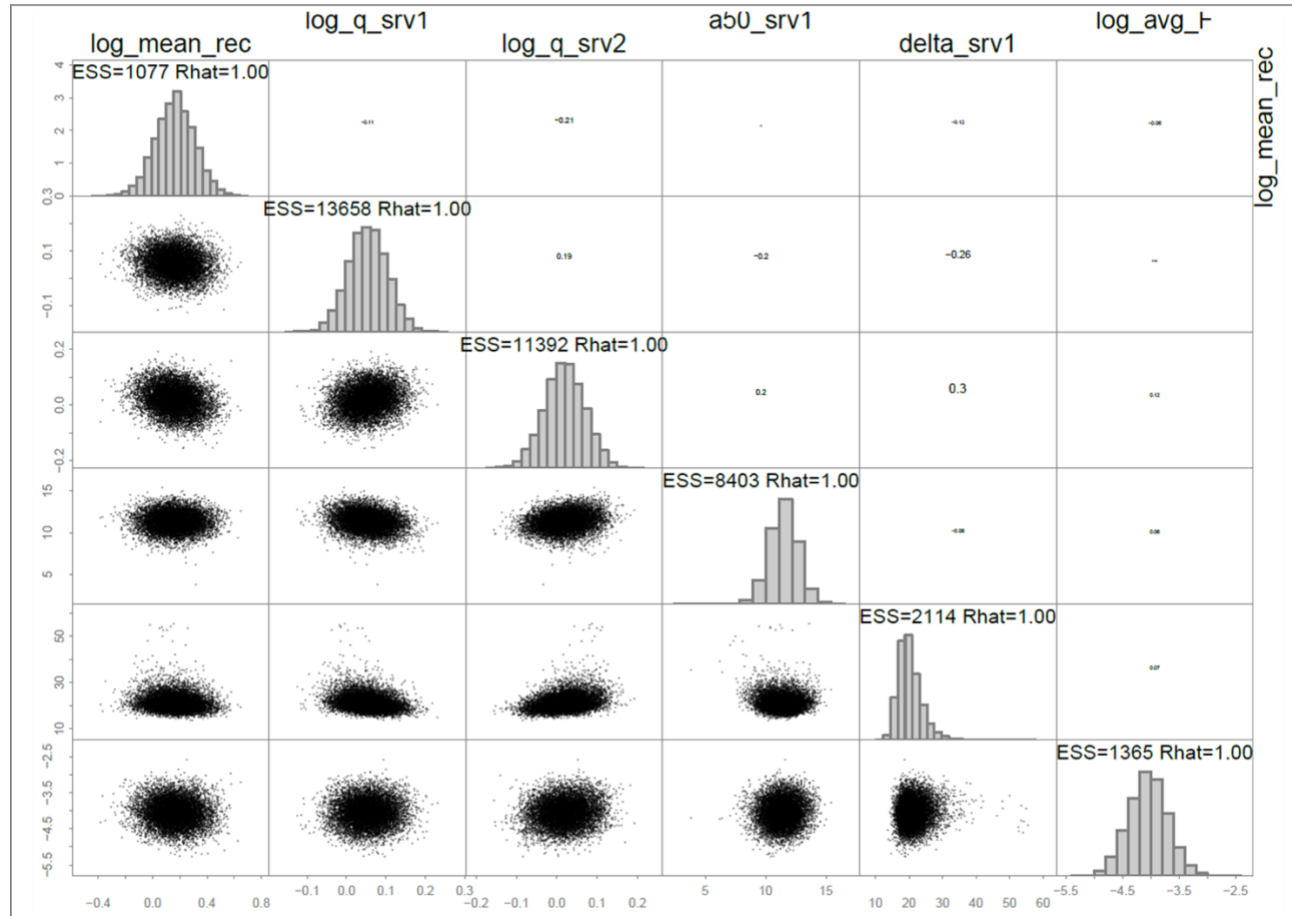 log_q_srv1 a50_srv1 log_avg_F
log_mean_rec log_q_srv2 delta_srv1
ESS=1077 Rhat=1.00
4
3
2
1
0
−0.11 −0.21 −0.12
log_mean_rec
ESS=13658 Rhat=1.00
0.3
0.1
−0.1
0.19 −0.2 −0.26
ESS=11392 Rhat=1.00
0.2
0.0
−0.2
0.2 0.3 0.12
ESS=8403 Rhat=1.00
15
10
5
ESS=2114 Rhat=1.00
50
30
10
0.07
ESS=1365 Rhat=1.00
−2.5
−3.5
−4.5
−5.5
−0.4 0.0 0.4 0.8
−0.1 0.0 0.1 0.2 0.3
−0.2 −0.1 0.0 0.1 0.2
5 10 15
10 20 30 40 50 60
−5.5 −4.5 −3.5 −2.5